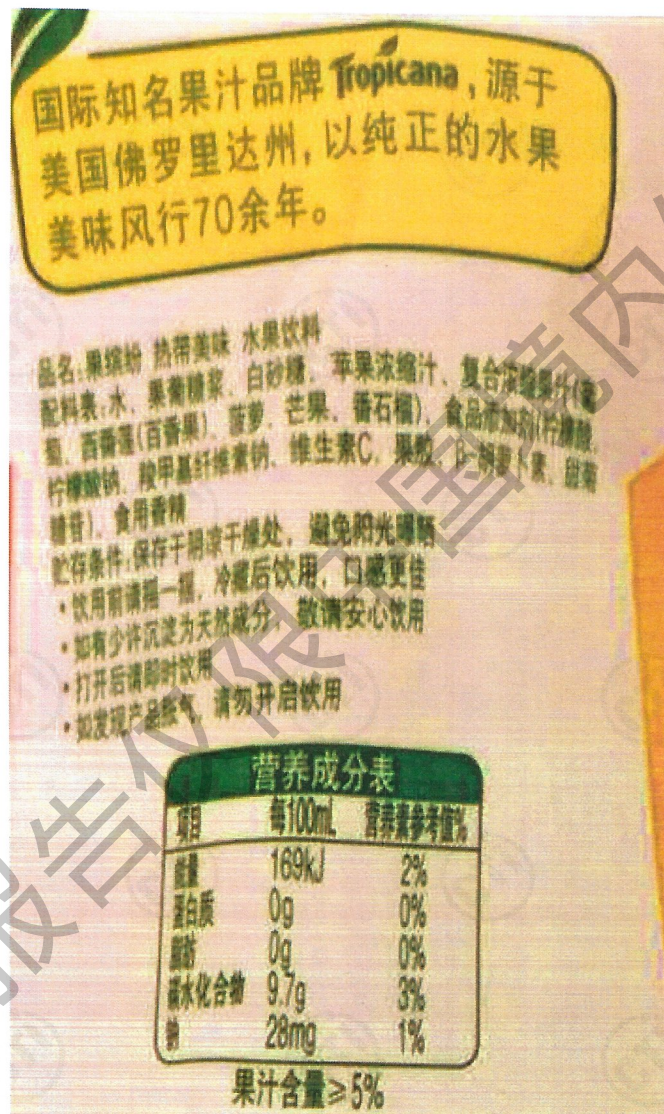 国际知名果汁品牌Tropicana,源于
美国佛罗里达州,以纯正的水果
美味风行70余年。
品名:果缤纷 热带美味 水果饮料
配料表:水、果葡糖浆、白砂糖、苹果浓缩汁、复合浓缩果汁(葡
萄、西番莲(百香果)、菠萝、芒果、番石榴)、食品添加剂(柠檬酸、
柠檬酸钠、羧甲基纤维素钠、维生素C、果胶、β-胡萝卜素、甜菊
糖苷)、食用香精
贮存条件:保存于阴凉干燥处,避免阳光曝晒
·饮用前请摇一摇,冷藏后饮用,口感更佳
·如有少许沉淀为天然成分,敬请安心饮用
·打开后请即时饮用
·如发现产品胀气,请勿开启饮用
营养成分表
项目 每100mL 营养素参考值%
能量 169kJ 2%
蛋白质 0g 0%
脂肪 0g 0%
碳水化合物 9.7g 3%
钠 28mg 1%
果汁含量≥5%
报告仅限中国境内